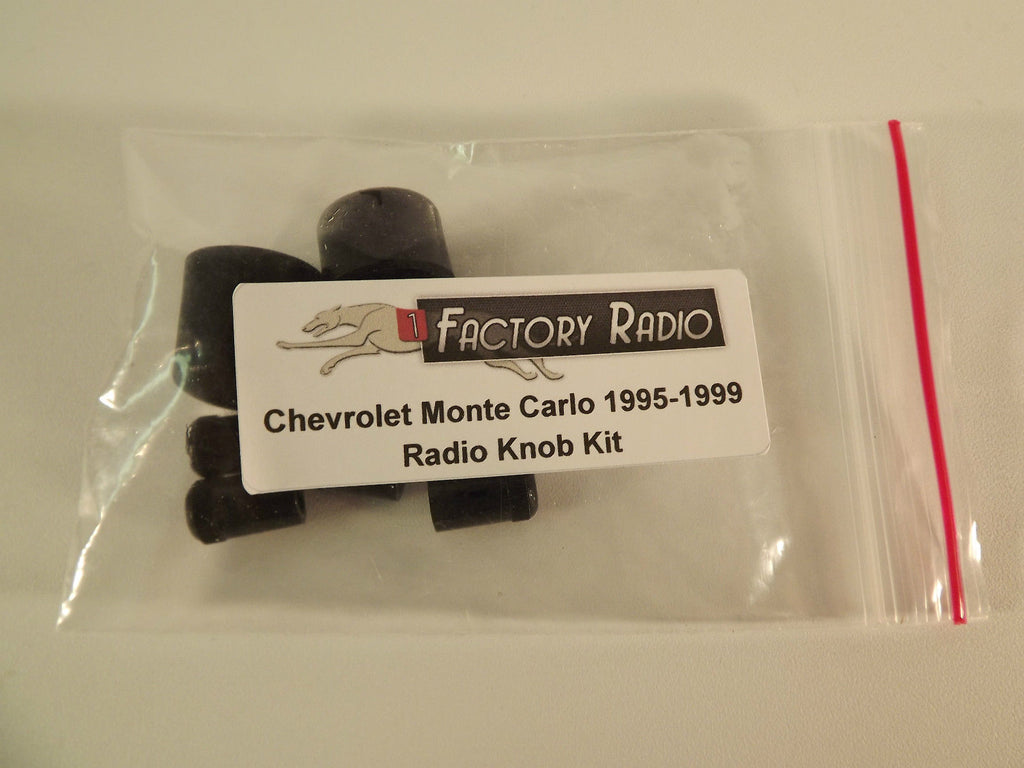 1 FACTORY RADIO
Chevrolet Monte Carlo 1995-1999
Radio Knob Kit